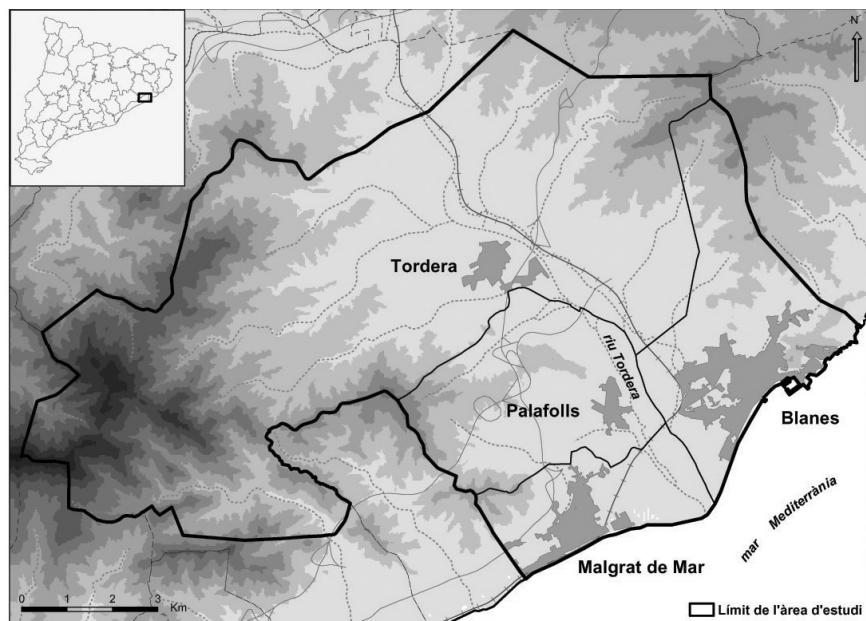 N
Tordera
riu Tordera
Palafolls
Blanes
mar Mediterrània
Malgrat de Mar
0 1 2 3
Km
Límit de l'àrea d'estudi